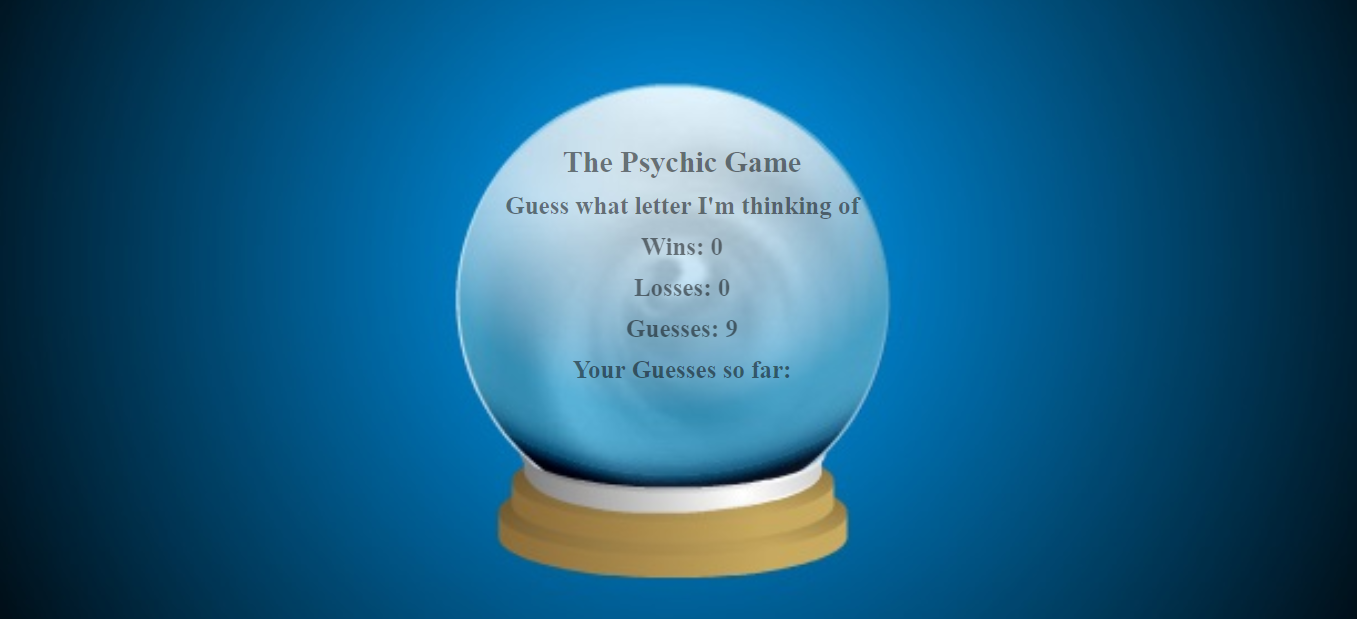 The Psychic Game
Guess what letter I'm thinking of
Wins: 0
Losses: 0
Guesses: 9
Your Guesses so far: